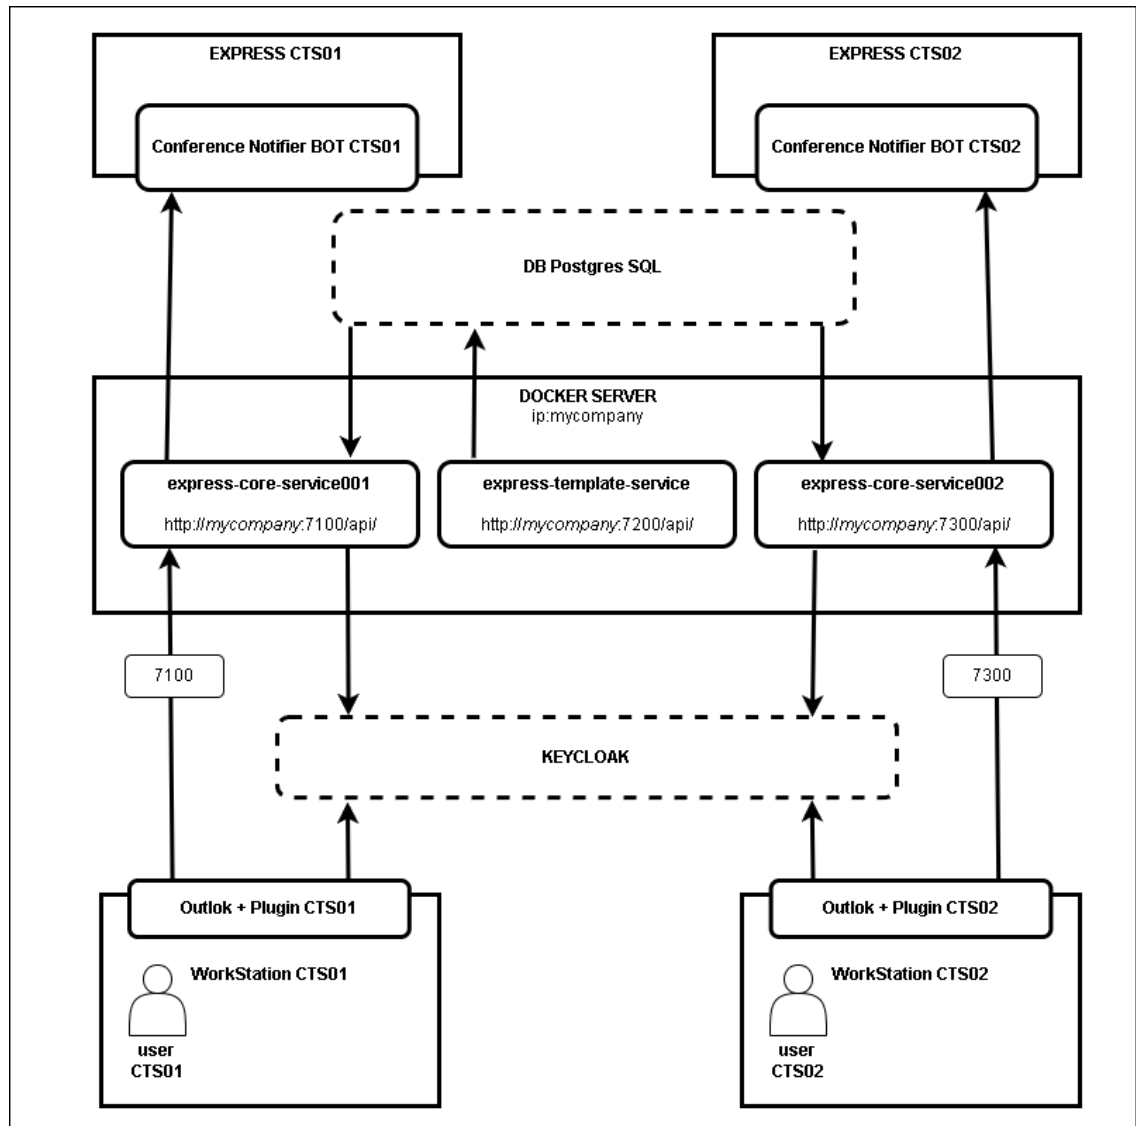 EXPRESS CTS01
EXPRESS CTS02
Conference Notifier BOT CTS01
Conference Notifier BOT CTS02
DB Postgres SQL
DOCKER SERVER
ip:mycompany
express-core-service001
http://mycompany:7100/api/
express-template-service
http://mycompany:7200/api/
express-core-service002
http://mycompany:7300/api/
7100
7300
KEYCLOAK
Outlok + Plugin CTS01
Outlok + Plugin CTS02
WorkStation CTS01
user
CTS01
WorkStation CTS02
user
CTS02